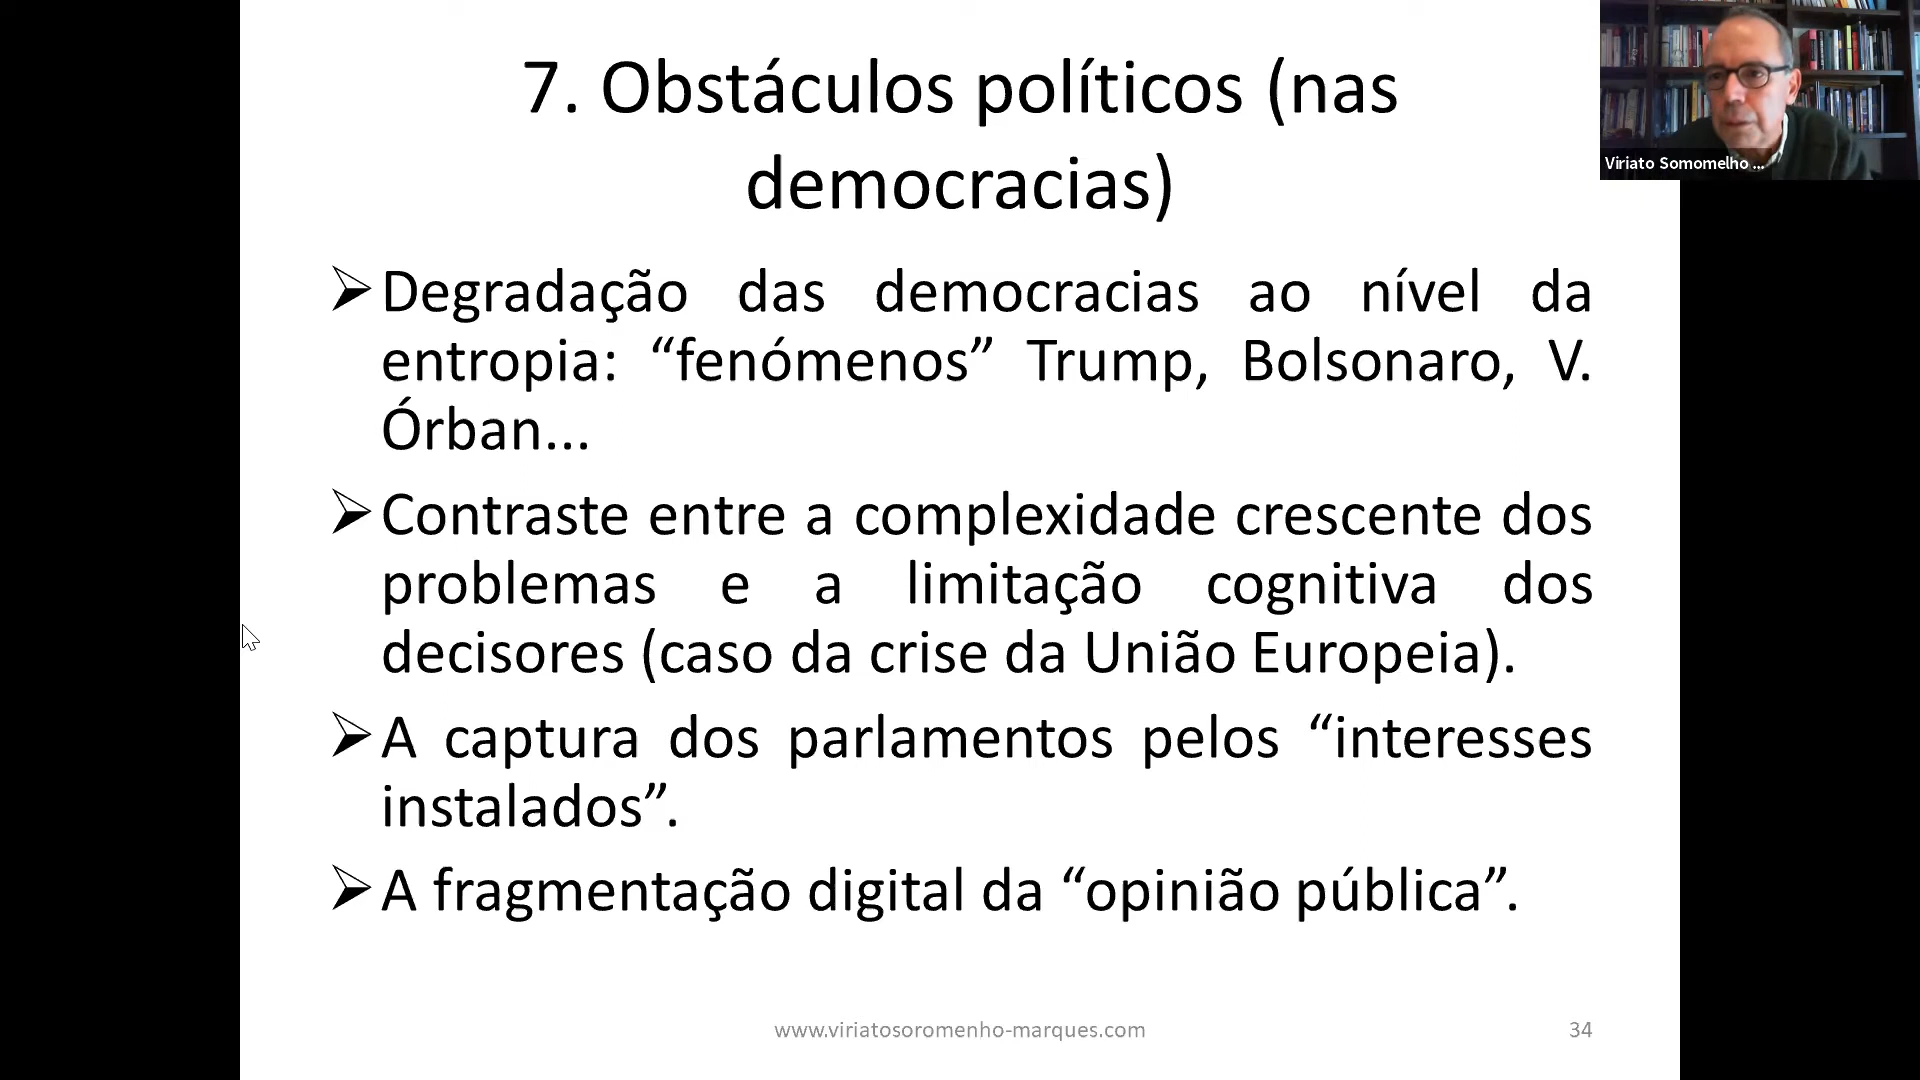 7. Obstáculos políticos (nas
democracias)
Viriato Somomelho ...
➢Degradação das democracias ao nível da
entropia: “fenómenos” Trump, Bolsonaro, V.
Órban...
➢Contraste entre a complexidade crescente dos
problemas e a limitação cognitiva dos
decisores (caso da crise da União Europeia).
➢A captura dos parlamentos pelos “interesses
instalados”.
➢A fragmentação digital da “opinião pública”.
www.viriatosoromenho-marques.com
34